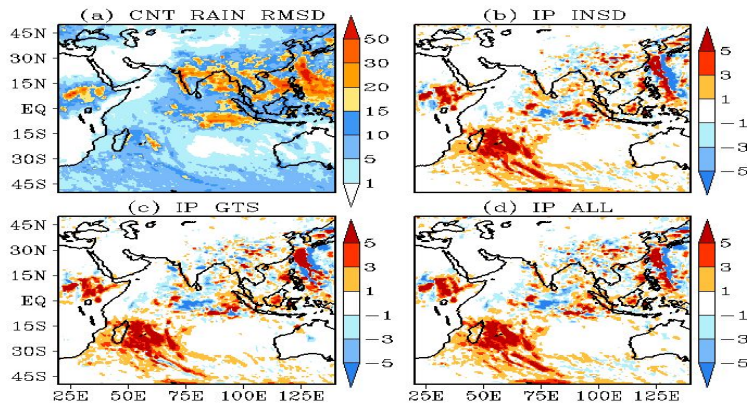 (a) CNT RAIN RMSD
(b) IP INSD
45N
30N
15N
EQ
15S
30S
45S
50
30
20
15
10
5
1
5
3
1
−1
−3
−5
(c) IP GTS
(d) IP ALL
45N
30N
15N
EQ
15S
30S
45S
25E 50E 75E 100E 125E
5
3
1
−1
−3
−5
25E 50E 75E 100E 125E
5
3
1
−1
−3
−5